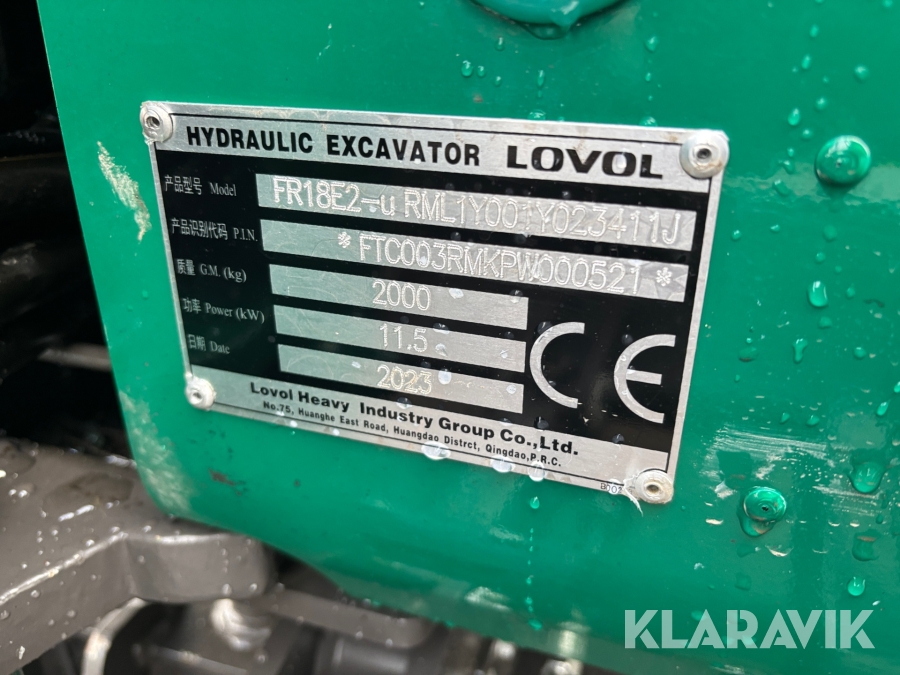 HYDRAULIC EXCAVATOR LOVOL
产品型号 Model FR18E2-u RML1Y001Y023411J
产品识别代码 P.I.N. * FTC003RMKPW000521 *
质量 G.M. (kg) 2000
功率 Power (kW) 11.5
日期 Date 2023
CE
Lovol Heavy Industry Group Co.,Ltd.
No.75, Huanghe East Road, Huangdao Distrct, Qingdao,P.R.C.
KLARAVIK